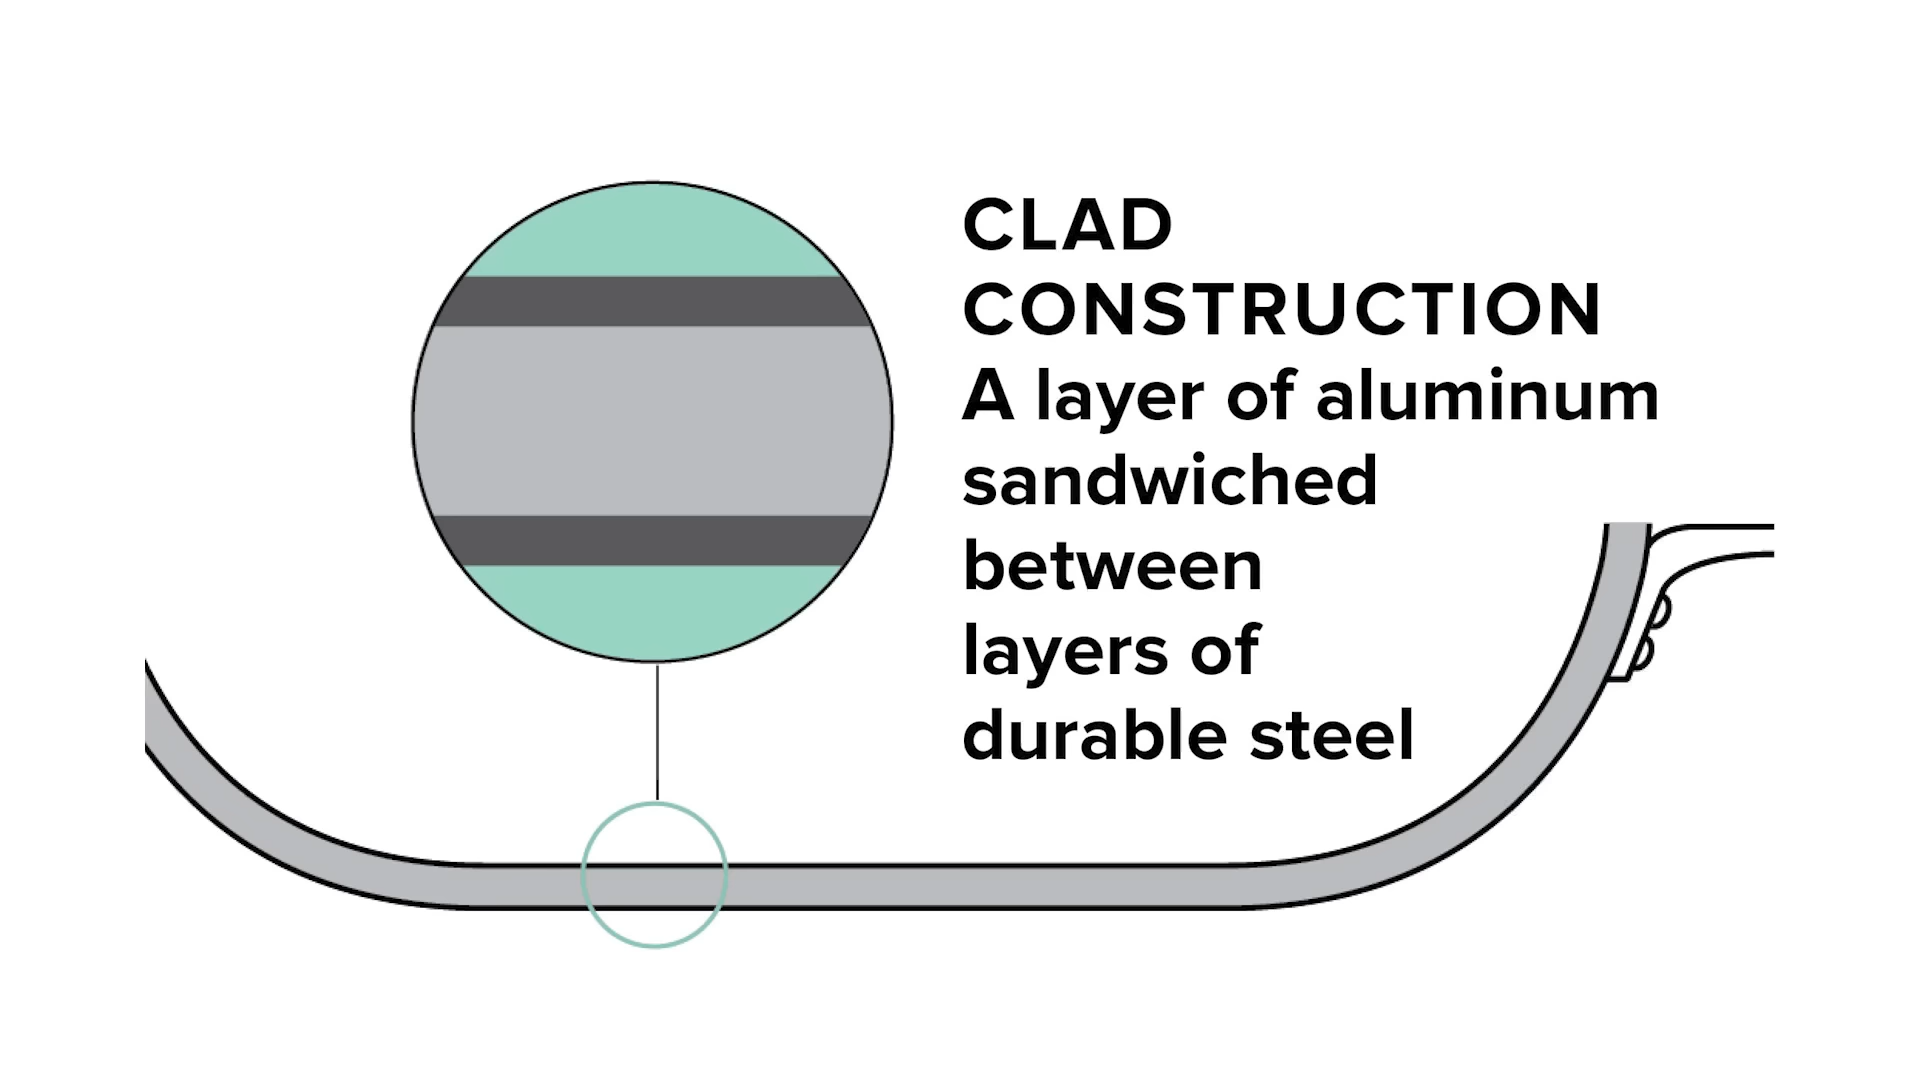 CLAD
CONSTRUCTION
A layer of aluminum
sandwiched
between
layers of
durable steel